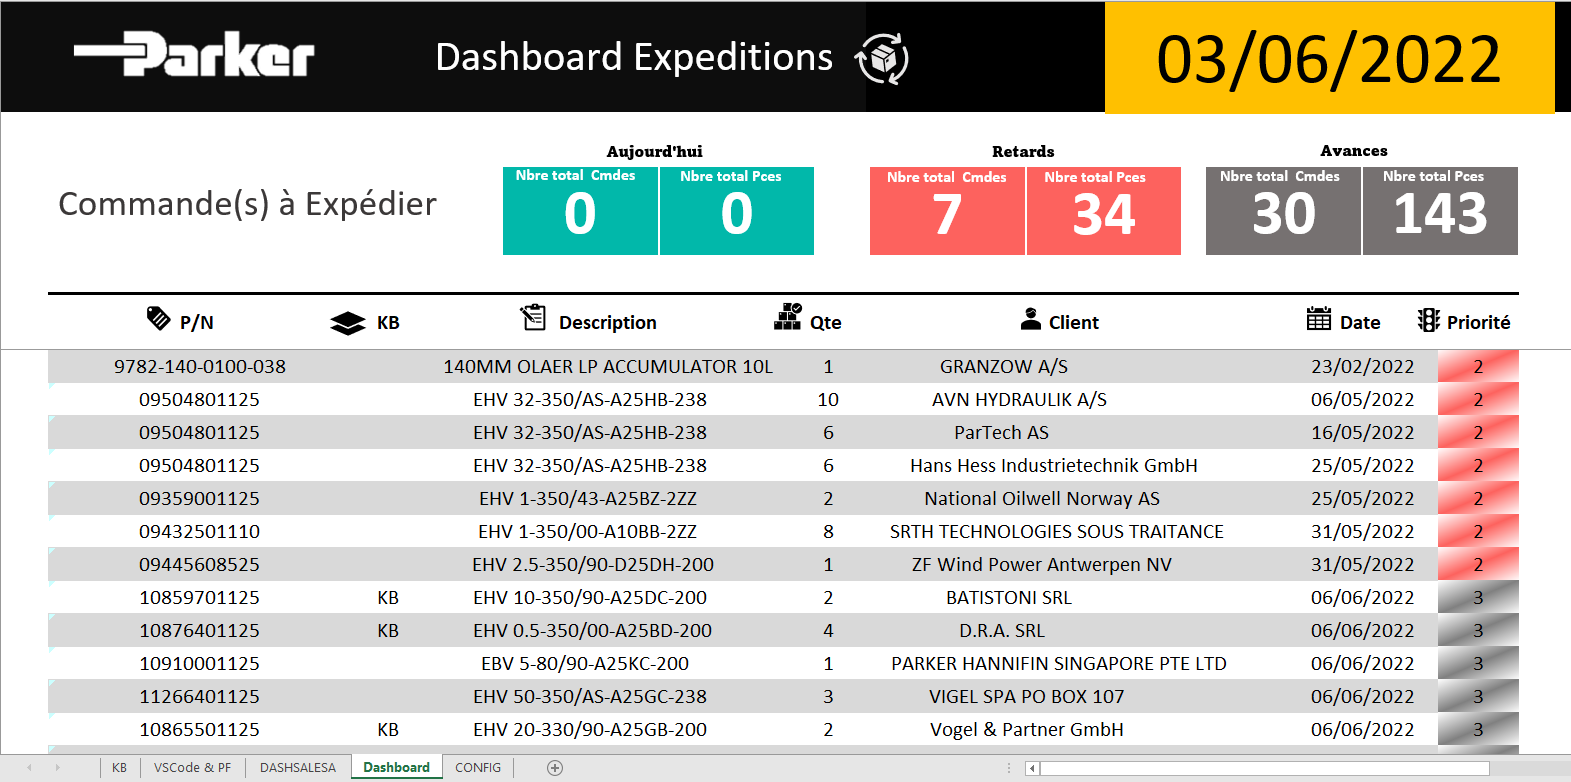 Parker Dashboard Expeditions 03/06/2022
Aujourd'hui Retards Avances
Nbre total Cmdes Nbre total Pces Nbre total Cmdes Nbre total Pces Nbre total Cmdes Nbre total Pces
Commande(s) à Expédier 0 0 7 34 30 143
P/N KB Description Qte Client Date Priorité
9782-140-0100-038 140MM OLAER LP ACCUMULATOR 10L 1 GRANZOW A/S 23/02/2022 2
09504801125 EHV 32-350/AS-A25HB-238 10 AVN HYDRAULIK A/S 06/05/2022 2
09504801125 EHV 32-350/AS-A25HB-238 6 ParTech AS 16/05/2022 2
09504801125 EHV 32-350/AS-A25HB-238 6 Hans Hess Industrietechnik GmbH 25/05/2022 2
09359001125 EHV 1-350/43-A25BZ-2ZZ 2 National Oilwell Norway AS 25/05/2022 2
09432501110 EHV 1-350/00-A10BB-2ZZ 8 SRTH TECHNOLOGIES SOUS TRAITANCE 31/05/2022 2
09445608525 EHV 2.5-350/90-D25DH-200 1 ZF Wind Power Antwerpen NV 31/05/2022 2
10859701125 KB EHV 10-350/90-A25DC-200 2 BATISTONI SRL 06/06/2022 3
10876401125 KB EHV 0.5-350/00-A25BD-200 4 D.R.A. SRL 06/06/2022 3
10910001125 EBV 5-80/90-A25KC-200 1 PARKER HANNIFIN SINGAPORE PTE LTD 06/06/2022 3
11266401125 EHV 50-350/AS-A25GC-238 3 VIGEL SPA PO BOX 107 06/06/2022 3
10865501125 KB EHV 20-330/90-A25GB-200 2 Vogel & Partner GmbH 06/06/2022 3
KB VSCode & PF DASHSALESA Dashboard CONFIG